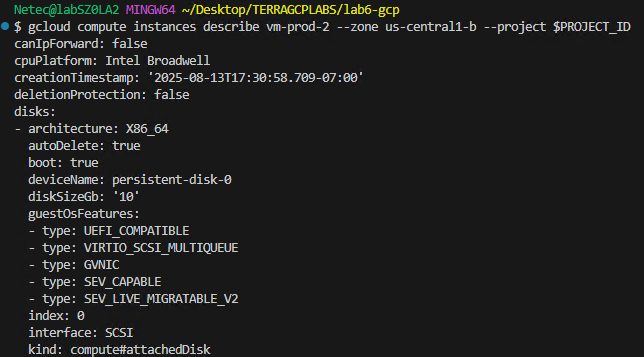 Netec@labSZ0LA2 MINGW64 ~/Desktop/TERRAGCPLABS/lab6-gcp
$ gcloud compute instances describe vm-prod-2 --zone us-central1-b --project $PROJECT_ID
canIpForward: false
cpuPlatform: Intel Broadwell
creationTimestamp: '2025-08-13T17:30:58.709-07:00'
deletionProtection: false
disks:
- architecture: X86_64
  autoDelete: true
  boot: true
  deviceName: persistent-disk-0
  diskSizeGb: '10'
  guestOsFeatures:
  - type: UEFI_COMPATIBLE
  - type: VIRTIO_SCSI_MULTIQUEUE
  - type: GVNIC
  - type: SEV_CAPABLE
  - type: SEV_LIVE_MIGRATABLE_V2
  index: 0
  interface: SCSI
  kind: compute#attachedDisk